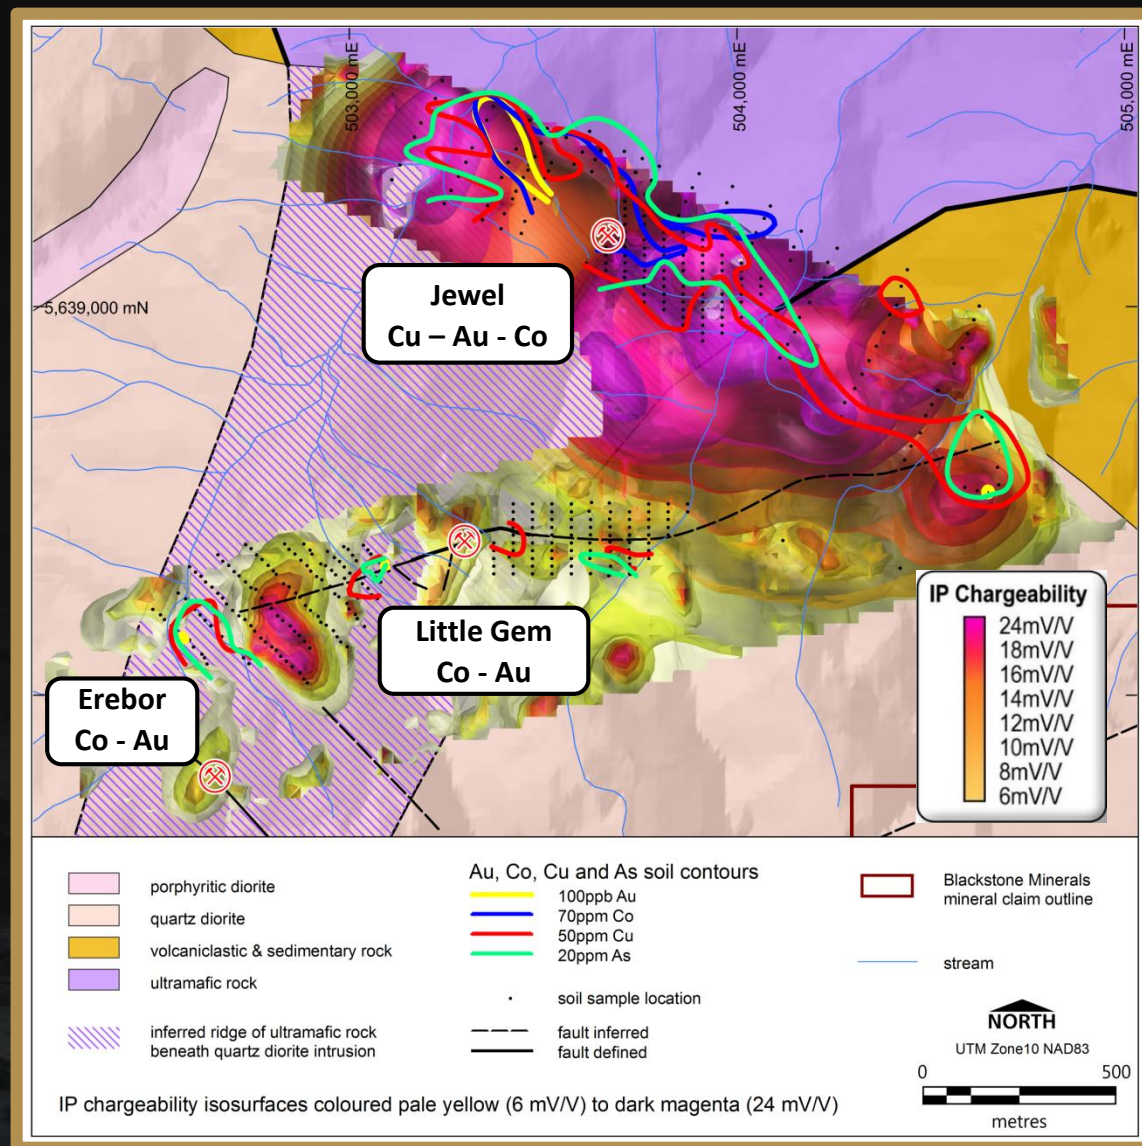 503,000 mE
504,000 mE
505,000 mE
5,639,000 mN
Jewel
Cu – Au - Co
Little Gem
Co - Au
Erebor
Co - Au
IP Chargeability
24mV/V
18mV/V
16mV/V
14mV/V
12mV/V
10mV/V
8mV/V
6mV/V
porphyritic diorite
quartz diorite
volcaniclastic & sedimentary rock
ultramafic rock
inferred ridge of ultramafic rock
beneath quartz diorite intrusion
Au, Co, Cu and As soil contours
100ppb Au
70ppm Co
50ppm Cu
20ppm As
soil sample location
fault inferred
fault defined
Blackstone Minerals
mineral claim outline
stream
NORTH
UTM Zone10 NAD83
0 500
metres
IP chargeability isosurfaces coloured pale yellow (6 mV/V) to dark magenta (24 mV/V)